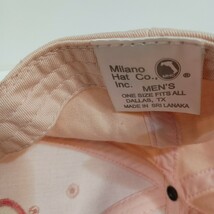 Milano
Hat Co.,
Inc. ®
MEN'S
ONE SIZE FITS ALL
DALLAS, TX
MADE IN SRI LANAKA